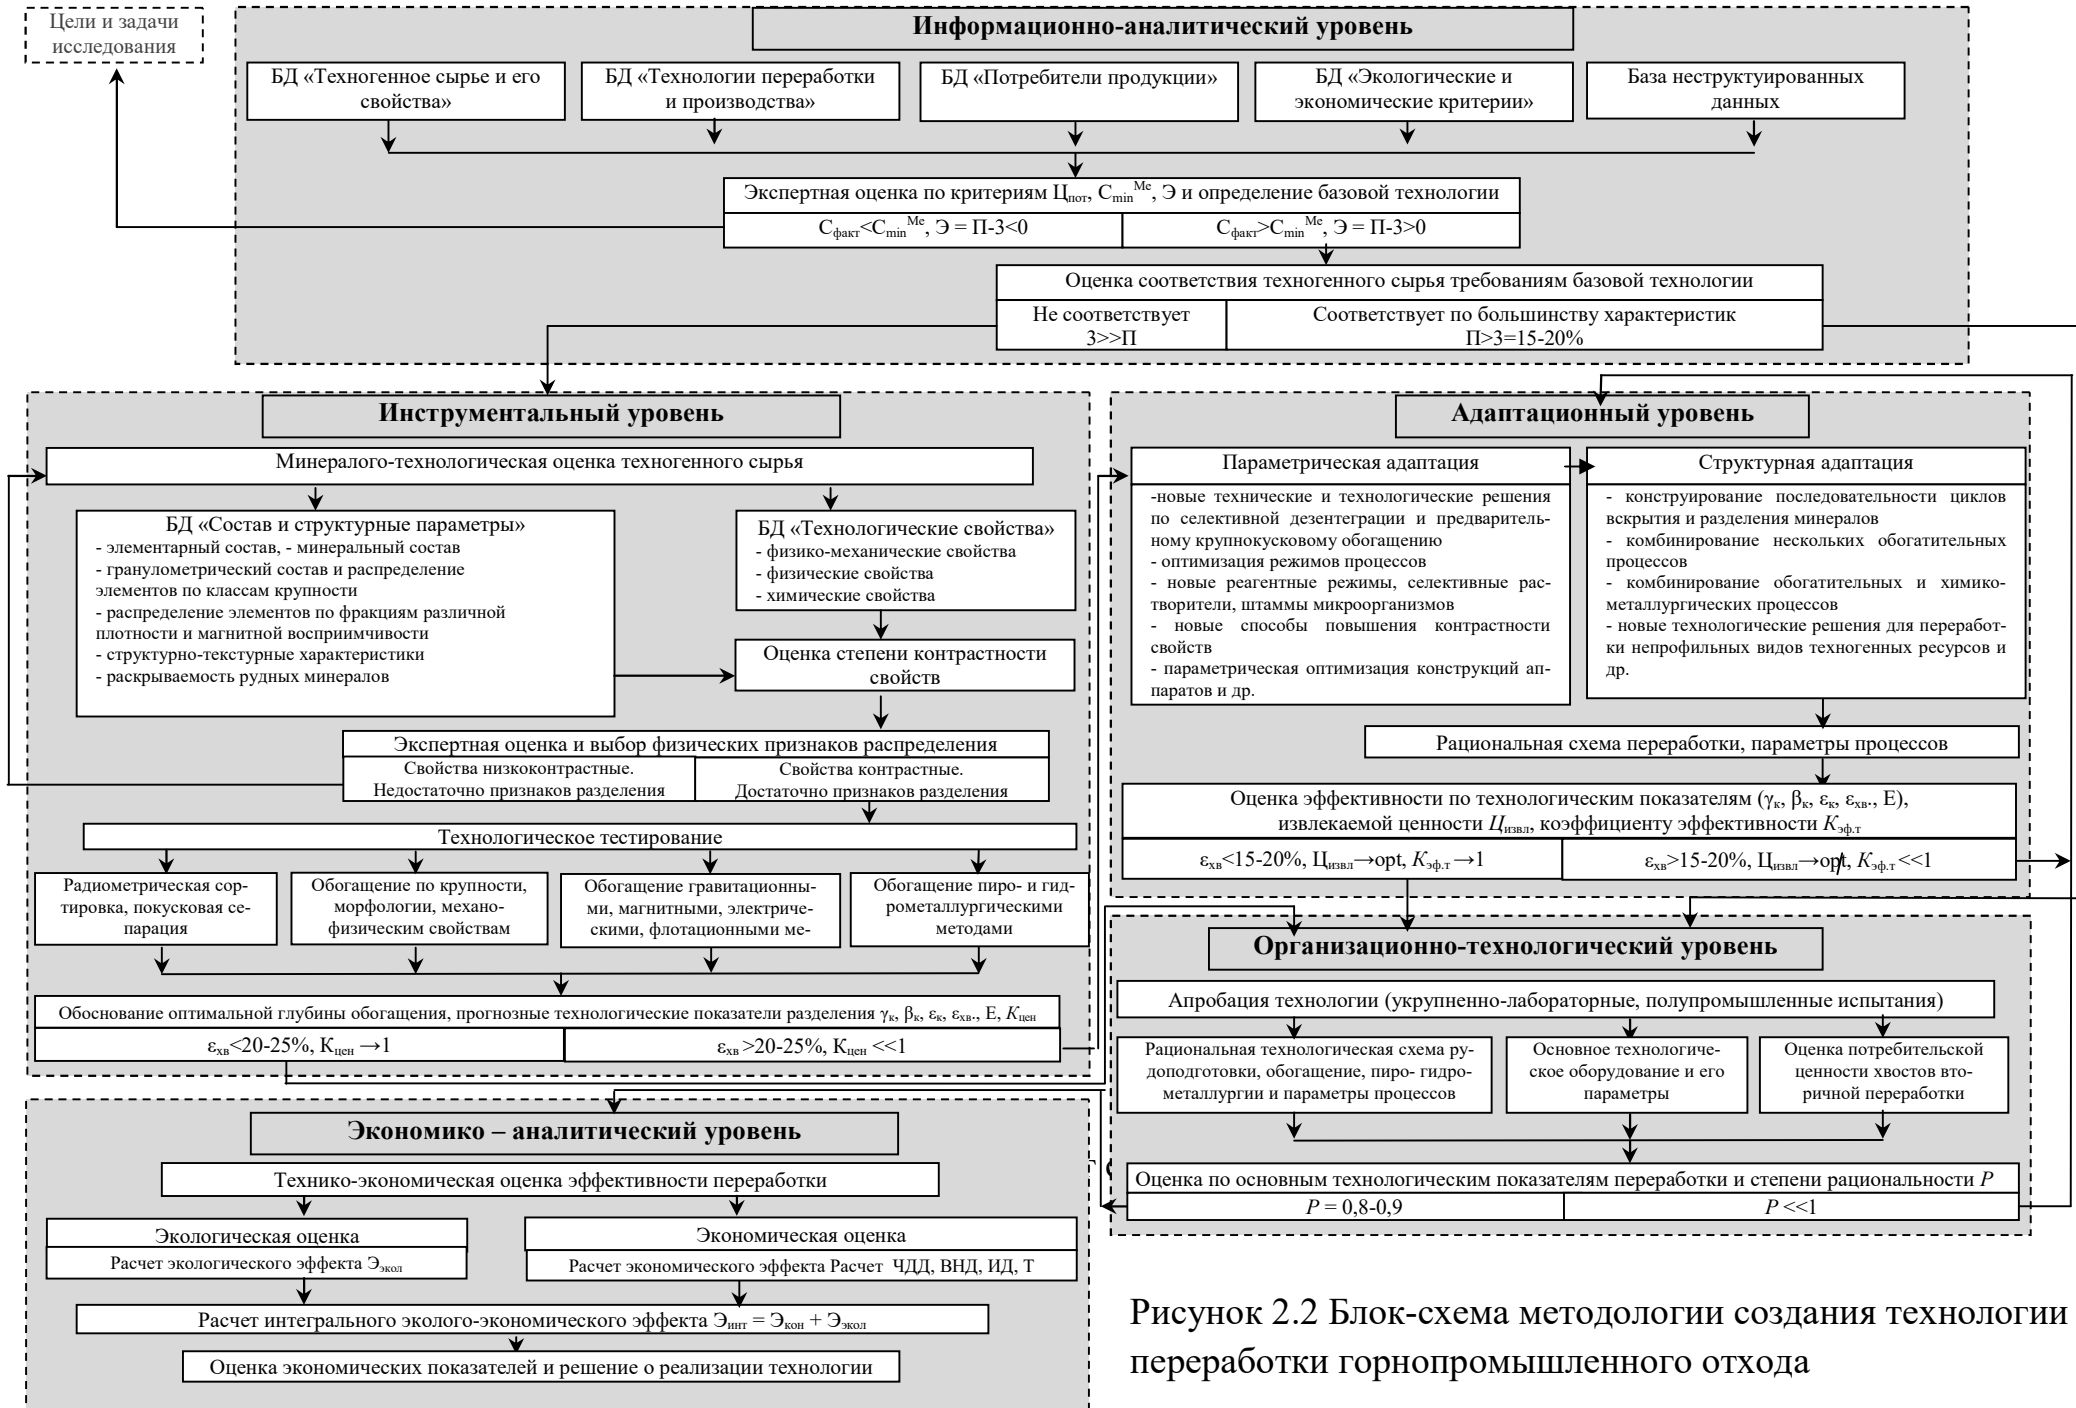 Цели и задачи
исследования
Информационно-аналитический уровень
БД «Техногенное сырье и его
свойства»
БД «Технологии переработки
и производства»
БД «Потребители продукции»
БД «Экологические и
экономические критерии»
База неструктуированных
данных
Экспертная оценка по критериям Цпот, Cmin^Me, Э и определение базовой технологии
Сфакт<Cmin^Me, Э = П-З<0
Сфакт>Cmin^Me, Э = П-З>0
Оценка соответствия техногенного сырья требованиям базовой технологии
Не соответствует
З>>П
Соответствует по большинству характеристик
П>З=15-20%
Инструментальный уровень
Минералого-технологическая оценка техногенного сырья
БД «Состав и структурные параметры»
- элементарный состав, - минеральный состав
- гранулометрический состав и распределение
элементов по классам крупности
- распределение элементов по фракциям различной
плотности и магнитной восприимчивости
- структурно-текстурные характеристики
- раскрываемость рудных минералов
БД «Технологические свойства»
- физико-механические свойства
- физические свойства
- химические свойства
Оценка степени контрастности
свойств
Экспертная оценка и выбор физических признаков распределения
Свойства низкоконтрастные.
Недостаточно признаков разделения
Свойства контрастные.
Достаточно признаков разделения
Технологическое тестирование
Радиометрическая сор-
тировка, покусковая се-
парация
Обогащение по крупности,
морфологии, механо-
физическим свойствам
Обогащение гравитационны-
ми, магнитными, электриче-
скими, флотационными ме-
Обогащение пиро- и гид-
рометаллургическими
методами
Обоснование оптимальной глубины обогащения, прогнозные технологические показатели разделения γк, βк, εк, εхв., E, Кцен
εхв<20-25%, Кцен →1
εхв >20-25%, Кцен <<1
Адаптационный уровень
Параметрическая адаптация
-новые технические и технологические решения
по селективной дезентеграции и предваритель-
ному крупнокусковому обогащению
- оптимизация режимов процессов
- новые реагентные режимы, селективные рас-
творители, штаммы микроорганизмов
- новые способы повышения контрастности
свойств
- параметрическая оптимизация конструкций ап-
паратов и др.
Структурная адаптация
- конструирование последовательности циклов
вскрытия и разделения минералов
- комбинирование нескольких обогатительных
процессов
- комбинирование обогатительных и химико-
металлургических процессов
- новые технологические решения для переработ-
ки непрофильных видов техногенных ресурсов и
др.
Рациональная схема переработки, параметры процессов
Оценка эффективности по технологическим показателям (γк, βк, εк, εхв., E),
извлекаемой ценности Цизвл, коэффициенту эффективности Кэф.т
εхв<15-20%, Цизвл→opt, Кэф.т →1
εхв>15-20%, Цизвл→opt, Кэф.т <<1
Организационно-технологический уровень
Апробация технологии (укрупненно-лабораторные, полупромышленные испытания)
Рациональная технологическая схема ру-
доподготовки, обогащение, пиро- гидро-
металлургии и параметры процессов
Основное технологиче-
ское оборудование и его
параметры
Оценка потребительской
ценности хвостов вто-
ричной переработки
Оценка по основным технологическим показателям переработки и степени рациональности Р
Р = 0,8-0,9
Р <<1
Экономико – аналитический уровень
Технико-экономическая оценка эффективности переработки
Экологическая оценка
Расчет экологического эффекта Ээкол
Экономическая оценка
Расчет экономического эффекта Расчет ЧДД, ВНД, ИД, Т
Расчет интегрального эколого-экономического эффекта Эинт = Экон + Ээкол
Оценка экономических показателей и решение о реализации технологии
Рисунок 2.2 Блок-схема методологии создания технологии
переработки горнопромышленного отхода